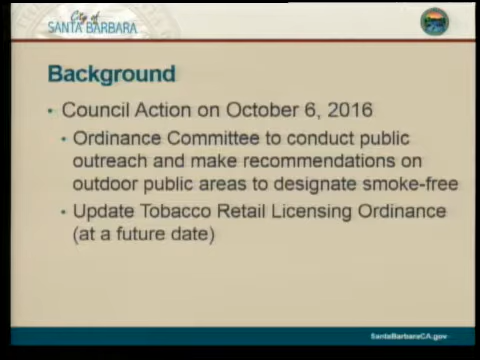 City of
SANTA BARBARA
Background
• Council Action on October 6, 2016
• Ordinance Committee to conduct public
outreach and make recommendations on
outdoor public areas to designate smoke-free
• Update Tobacco Retail Licensing Ordinance
(at a future date)
SantaBarbaraCA.gov